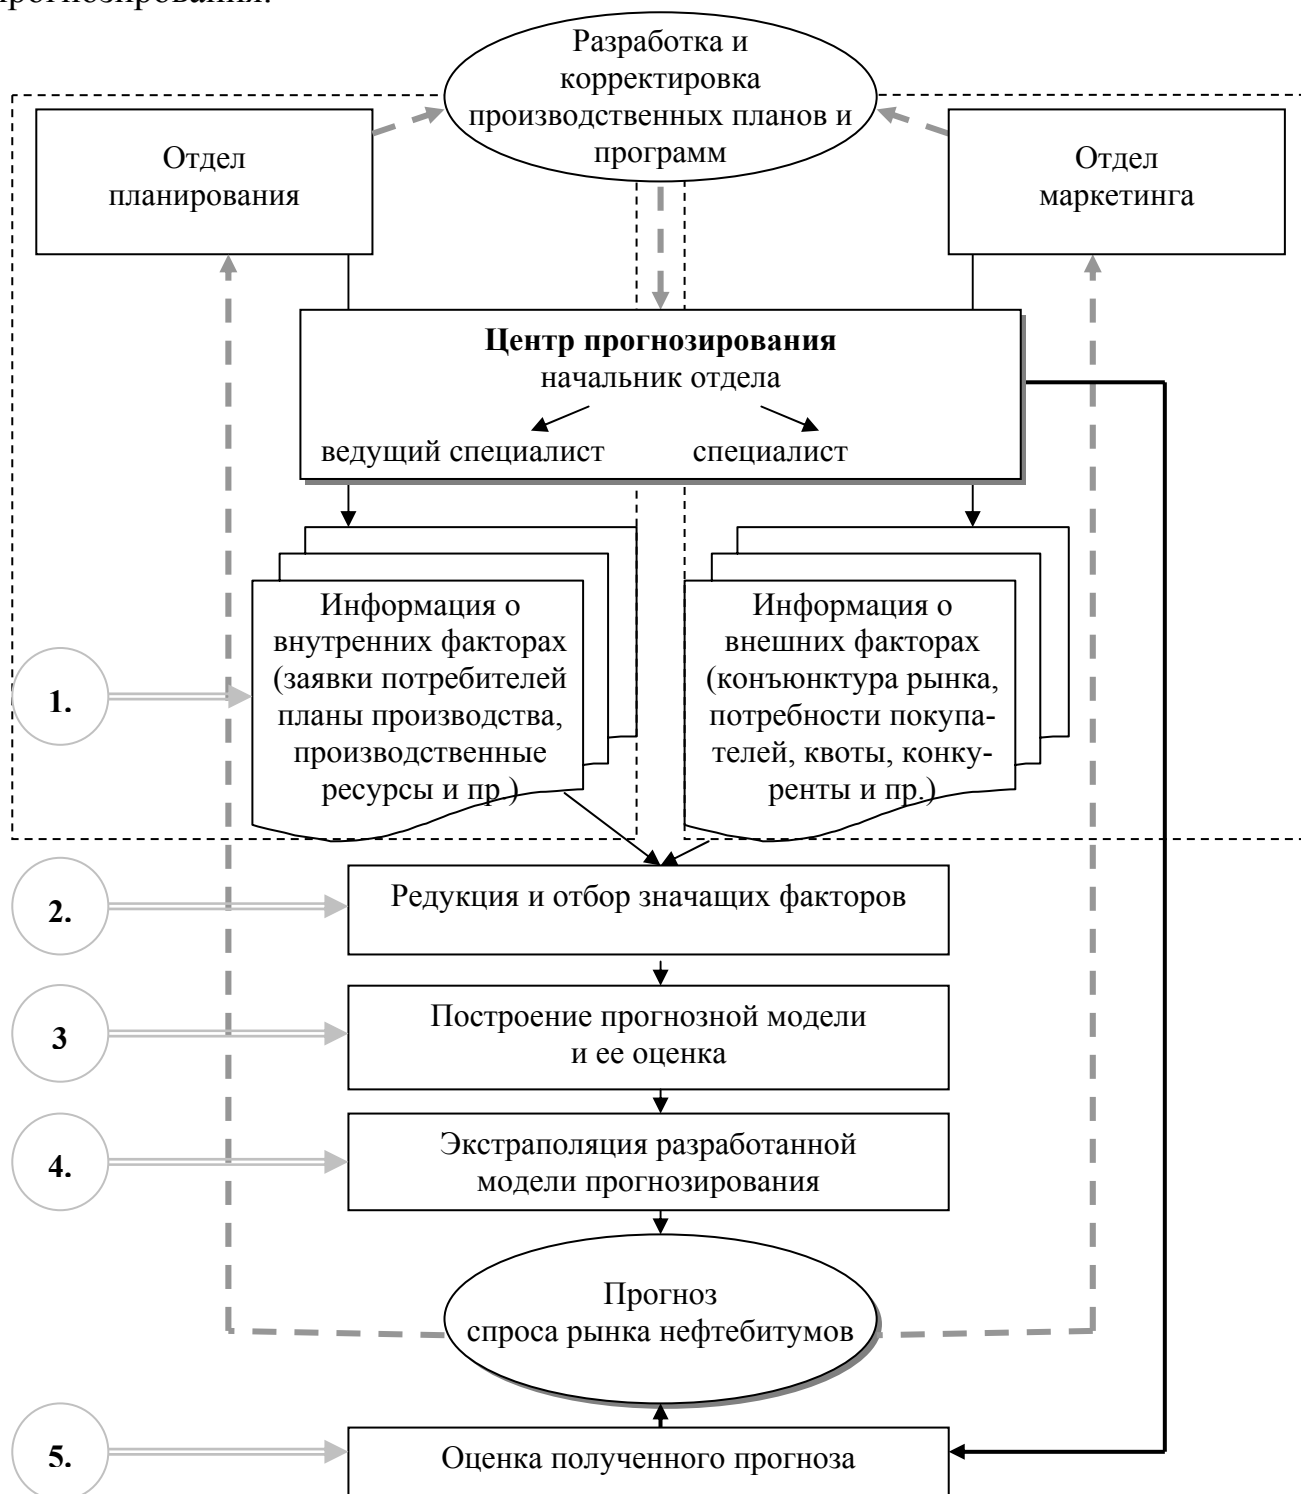 прогнозирования.
Разработка и
корректировка
производственных планов и
программ
Отдел
планирования
Отдел
маркетинга
Центр прогнозирования
начальник отдела
ведущий специалист
специалист
Информация о
внутренних факторах
(заявки потребителей
планы производства,
производственные
ресурсы и пр.)
Информация о
внешних факторах
(конъюнктура рынка,
потребности покупа-
телей, квоты, конку-
ренты и пр.)
1.
2.
Редукция и отбор значащих факторов
3
Построение прогнозной модели
и ее оценка
4.
Экстраполяция разработанной
модели прогнозирования
Прогноз
спроса рынка нефтебитумов
5.
Оценка полученного прогноза